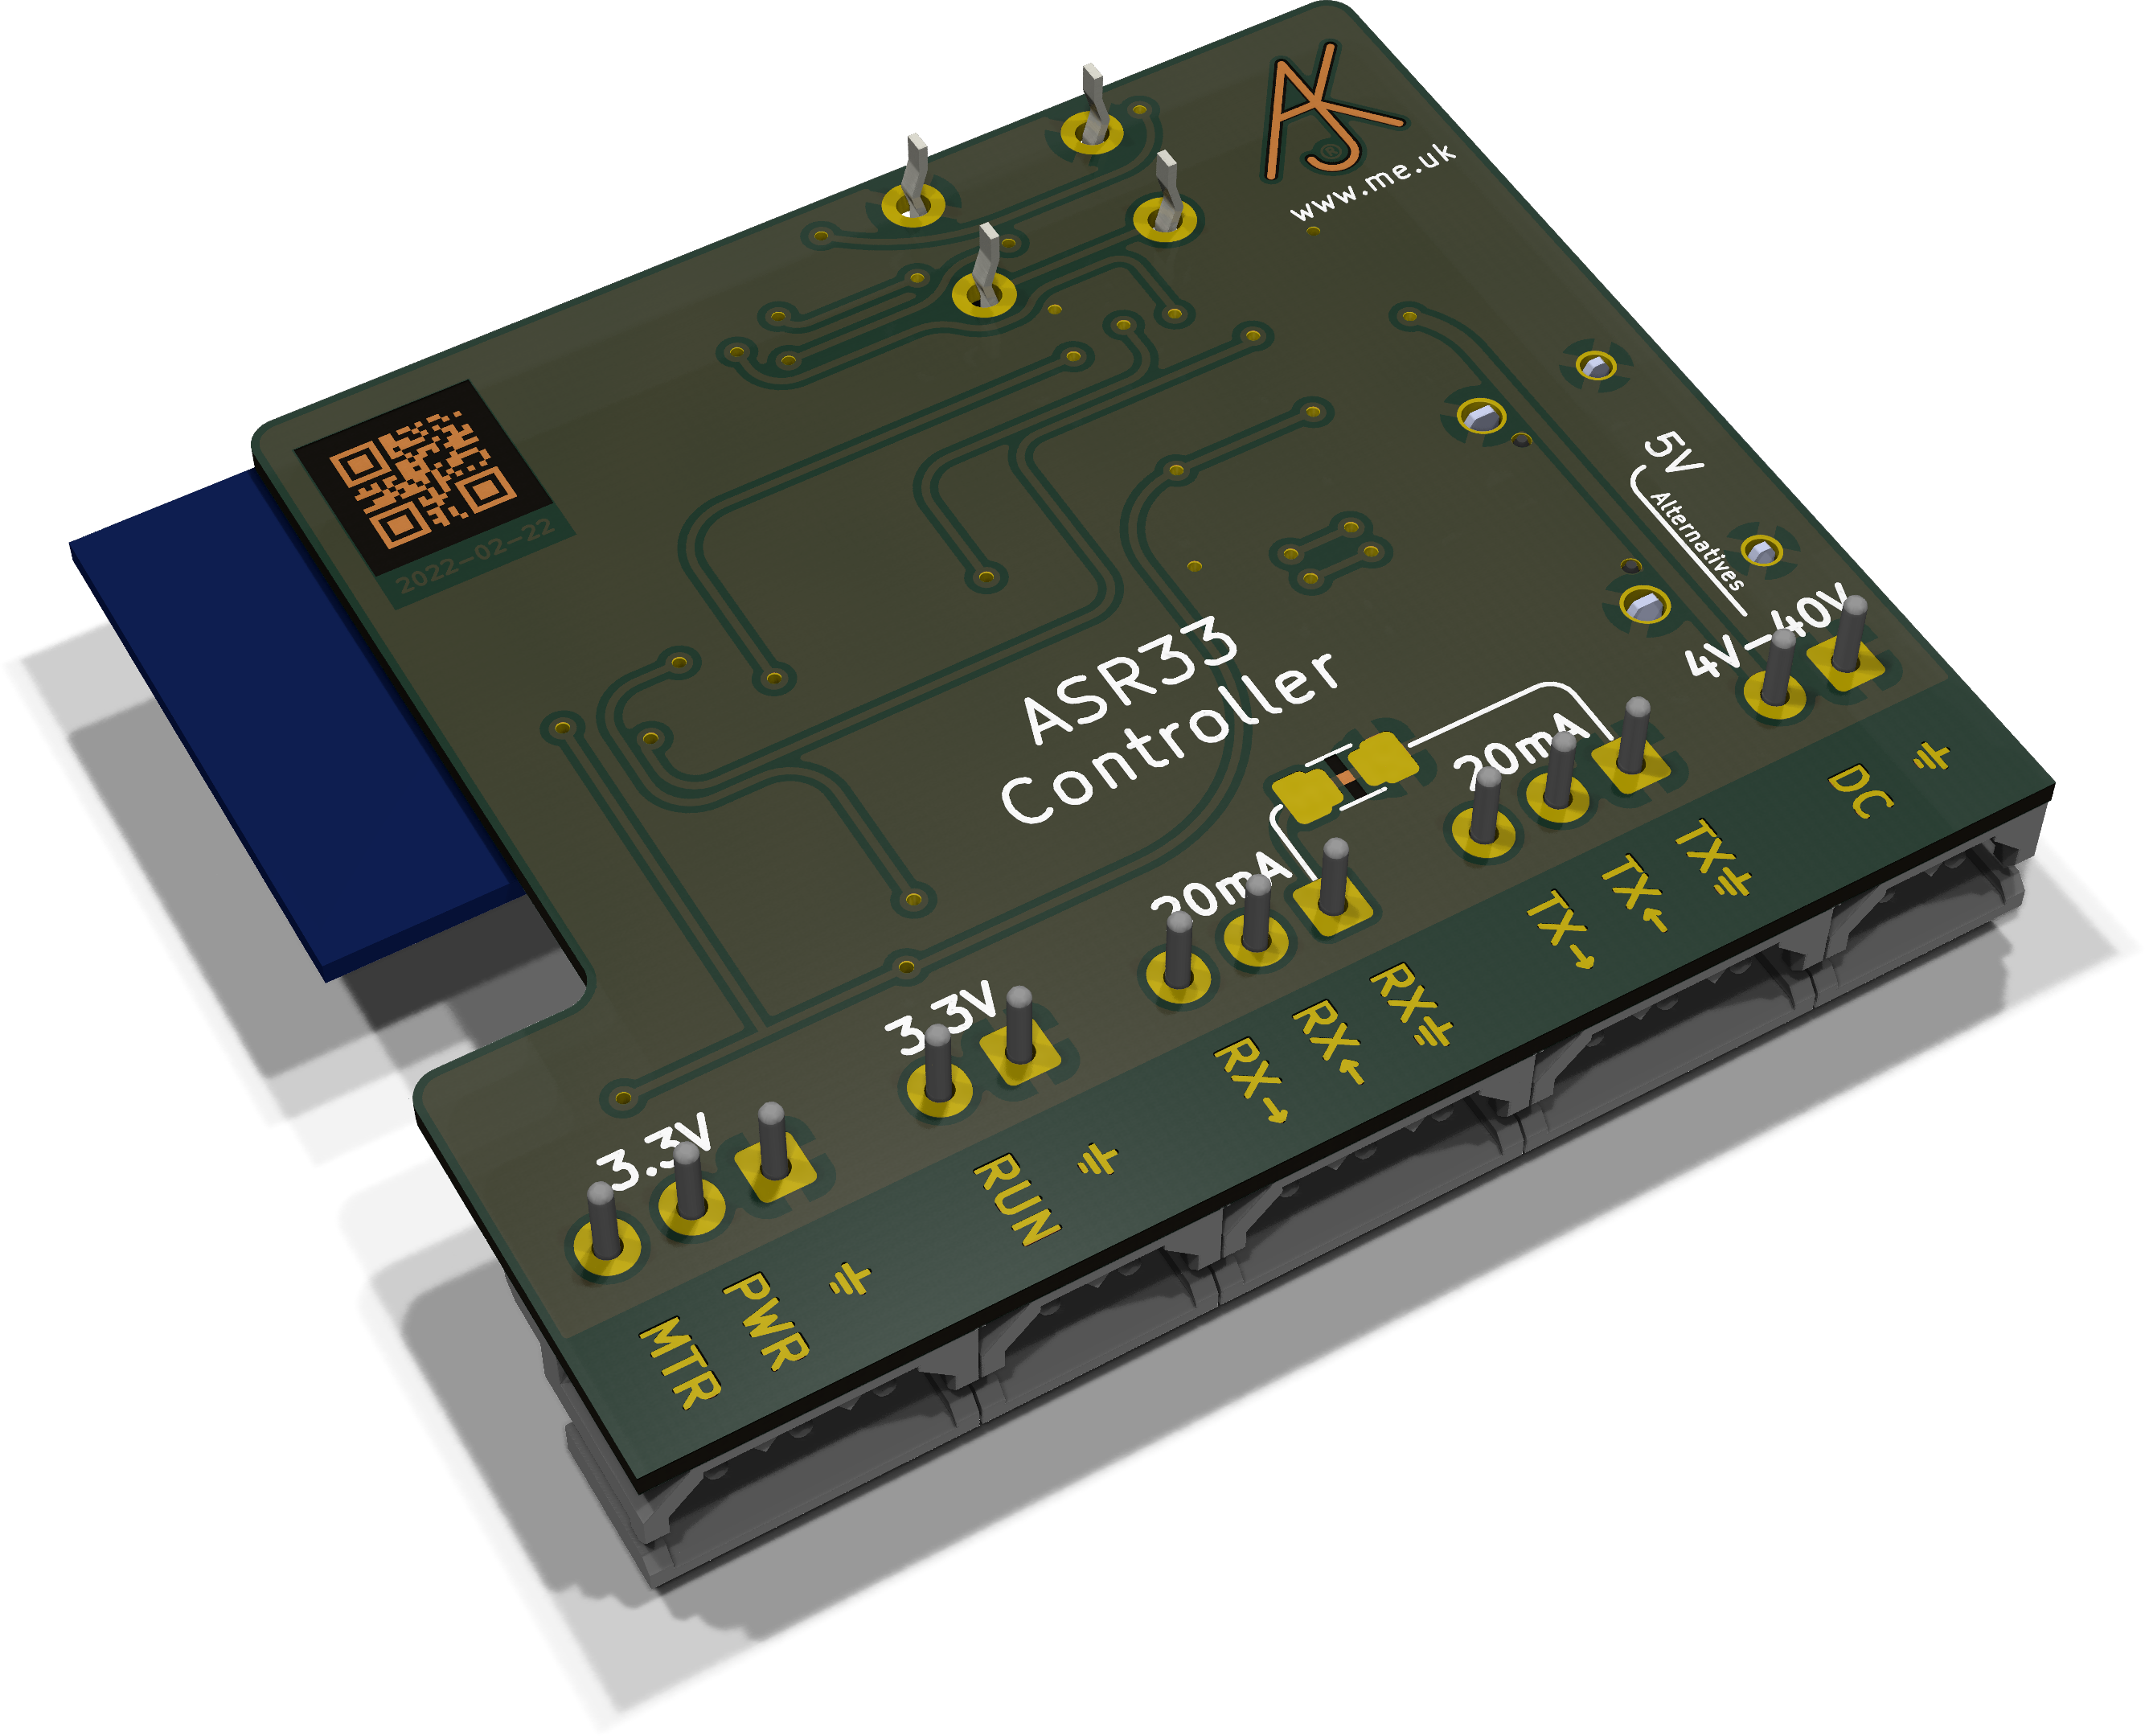 AJK
®
www.me.uk
2022-02-22
5V
Alternatives
4V-40V
ASR33
Controller
20mA
20mA
3.3V
3.3V
DC
TX
TX←
TX→
RX
RX←
RX→
RUN
PWR
MTR